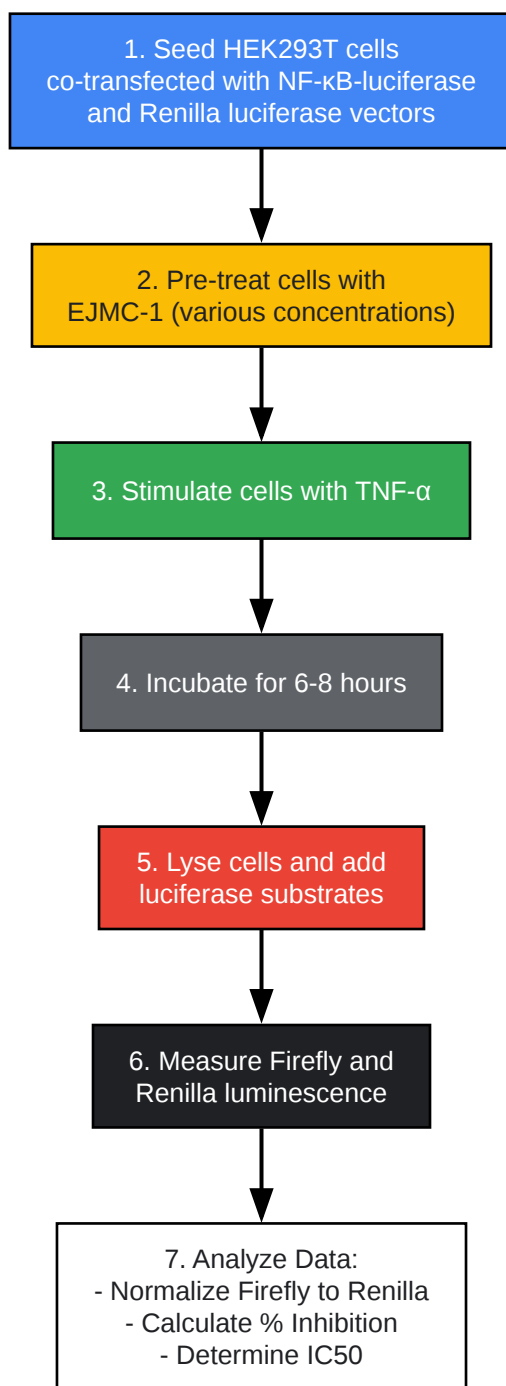 1. Seed HEK293T cells
co-transfected with NF-κB-luciferase
and Renilla luciferase vectors
2. Pre-treat cells with
EJMC-1 (various concentrations)
3. Stimulate cells with TNF-α
4. Incubate for 6-8 hours
5. Lyse cells and add
luciferase substrates
6. Measure Firefly and
Renilla luminescence
7. Analyze Data:
- Normalize Firefly to Renilla
- Calculate % Inhibition
- Determine IC50